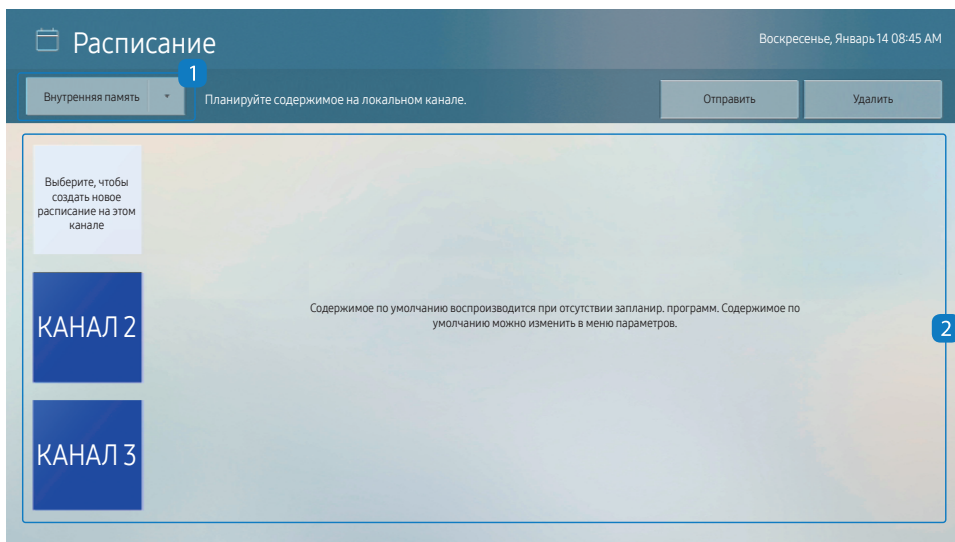 Расписание
Воскресенье, Январь 14 08:45 AM
1
Внутренняя память
Планируйте содержимое на локальном канале.
Отправить
Удалить
Выберите, чтобы
создать новое
расписание на этом
канале
Содержимое по умолчанию воспроизводится при отсутствии запланир. программ. Содержимое по
умолчанию можно изменить в меню параметров.
2
КАНАЛ 2
КАНАЛ 3